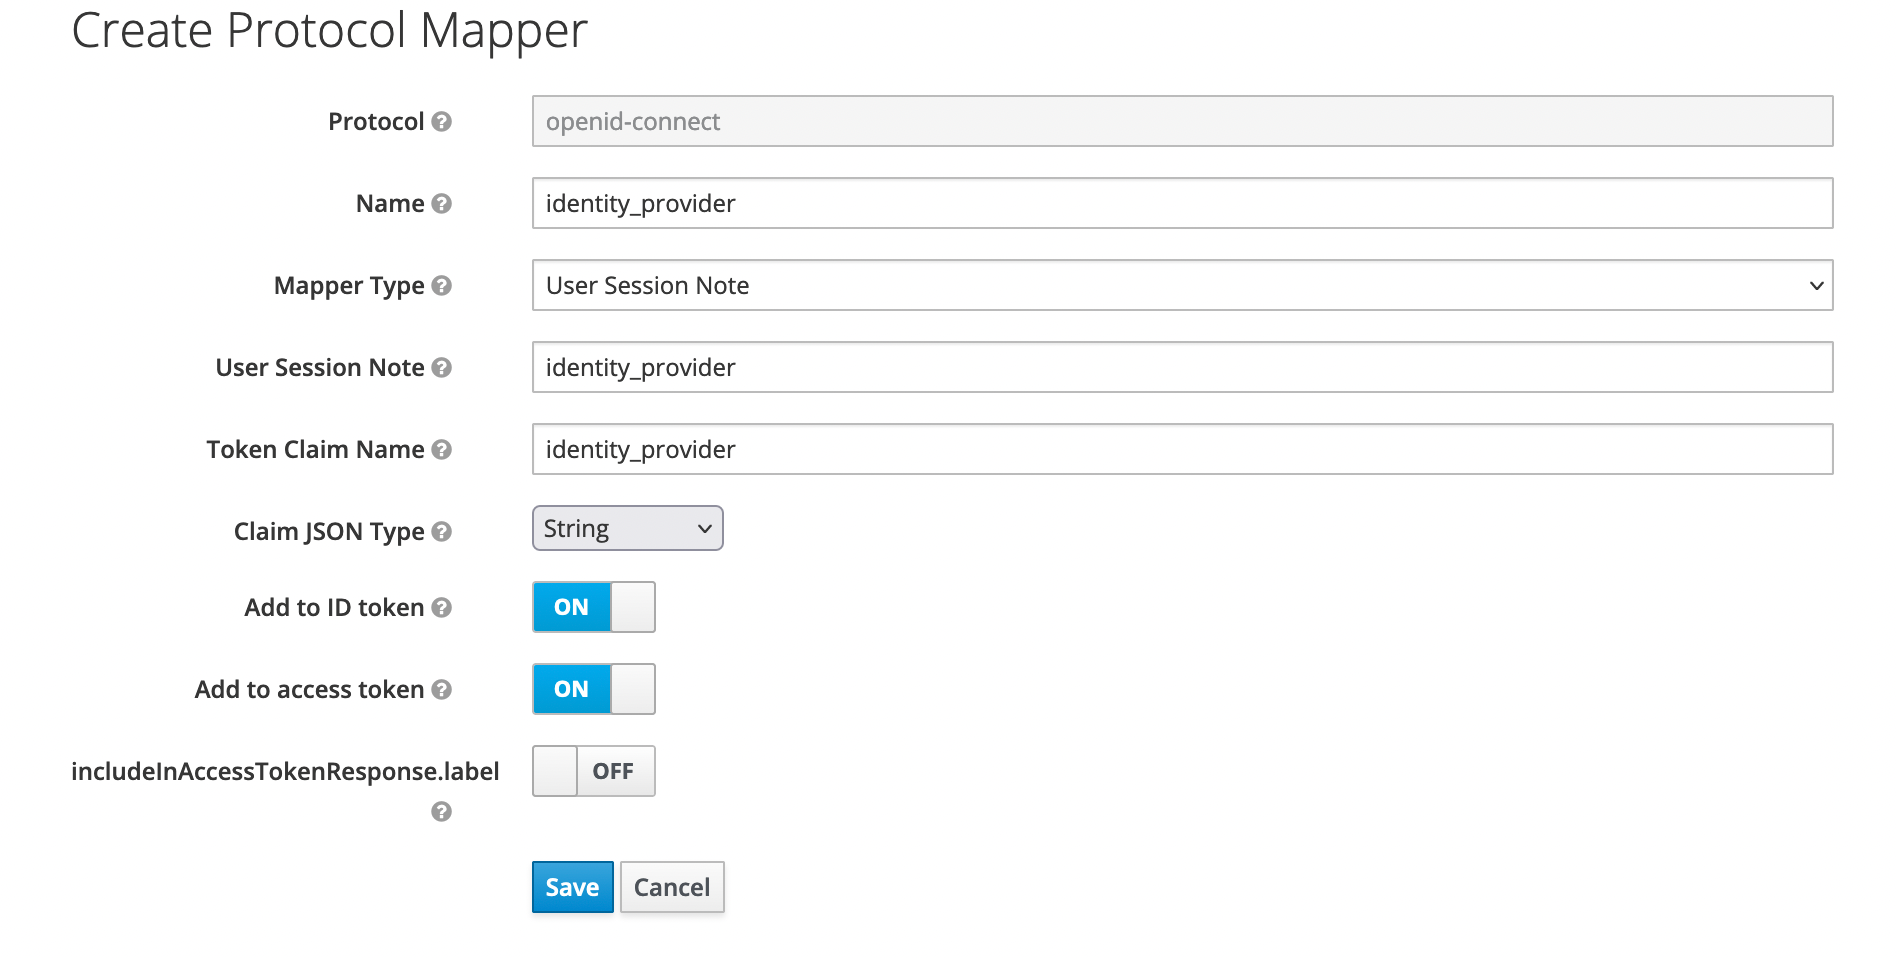 Create Protocol Mapper
Protocol
openid-connect
Name
identity_provider
Mapper Type
User Session Note
User Session Note
identity_provider
Token Claim Name
identity_provider
Claim JSON Type
String
Add to ID token
ON
Add to access token
ON
includeInAccessTokenResponse.label
OFF
Save Cancel